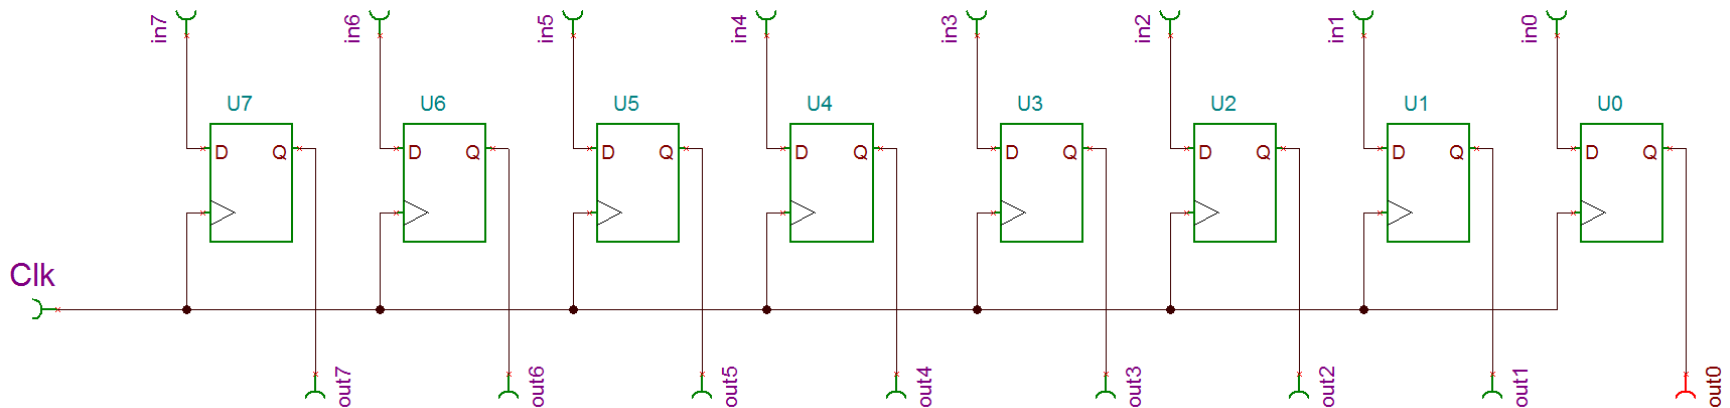 in7 in6 in5 in4 in3 in2 in1 in0
U7 U6 U5 U4 U3 U2 U1 U0
D Q D Q D Q D Q D Q D Q D Q D Q
Clk
out7 out6 out5 out4 out3 out2 out1 out0